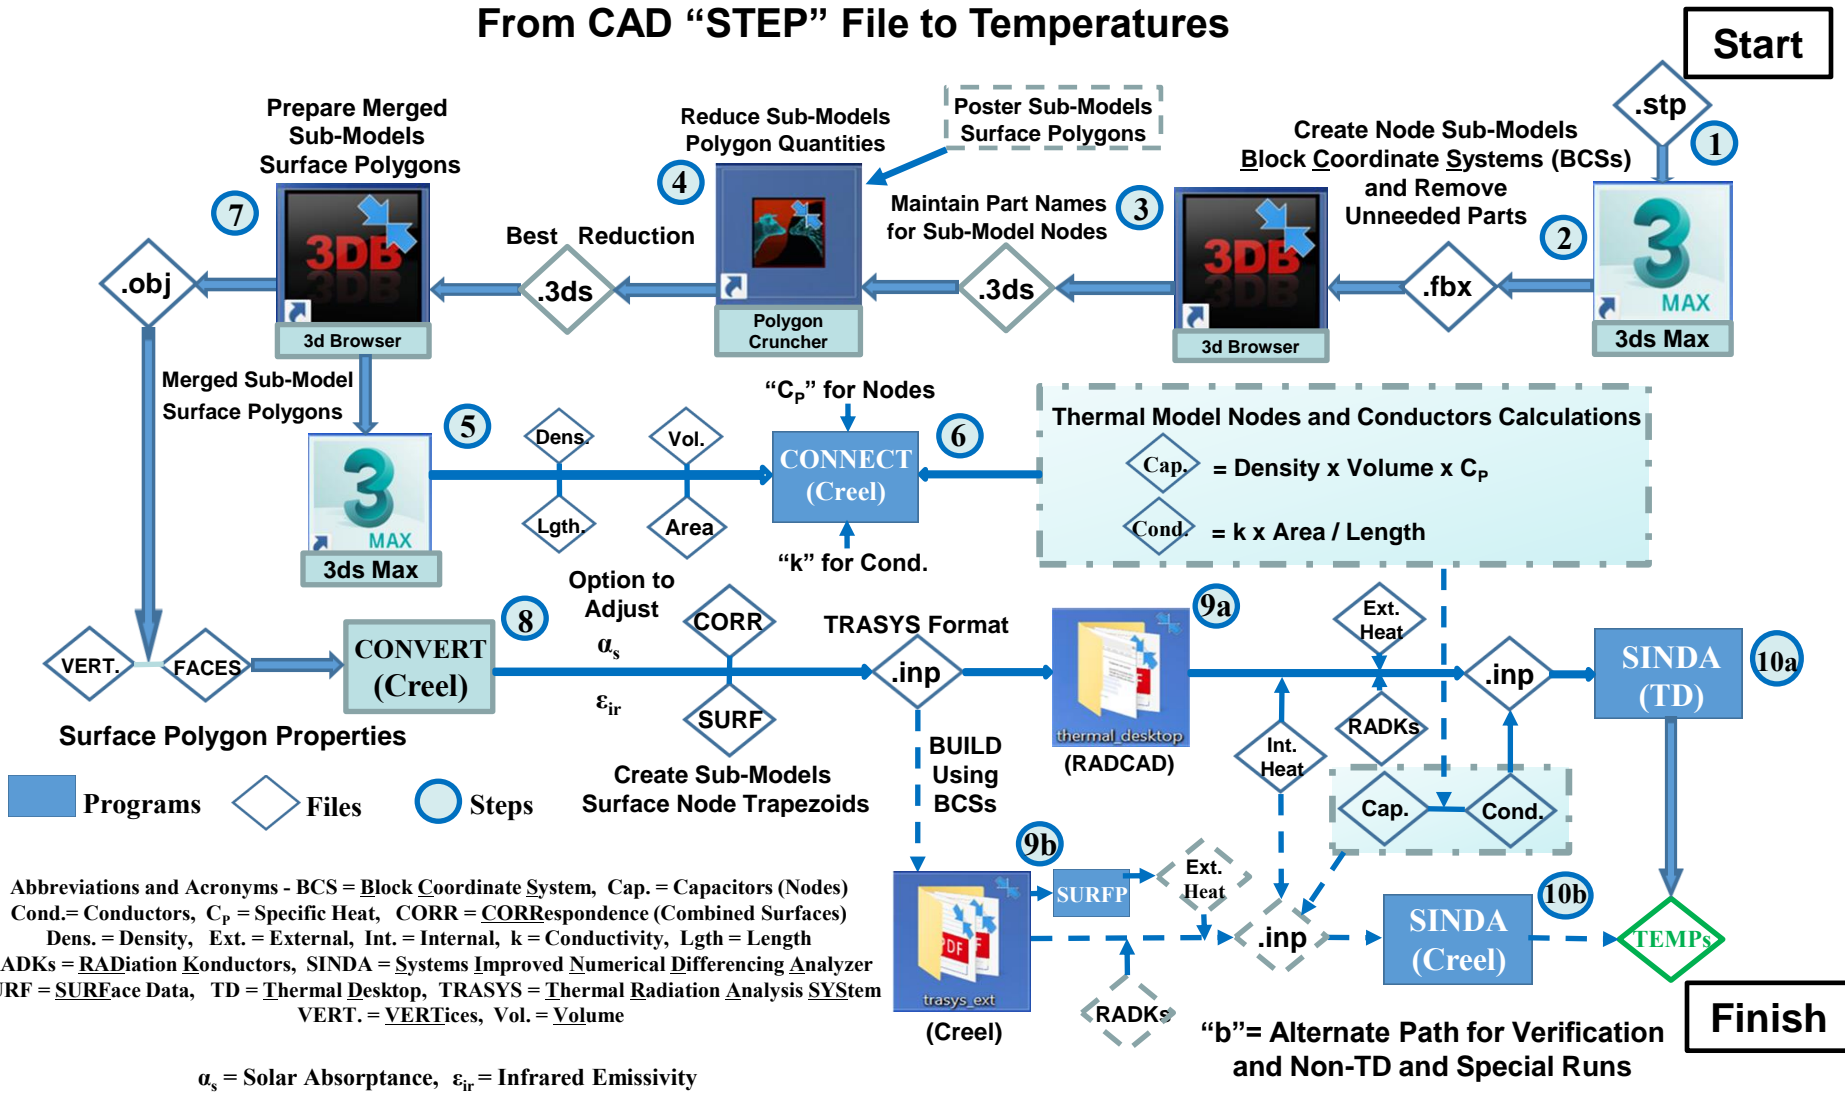 From CAD “STEP” File to Temperatures
Start
.stp
1
Create Node Sub-Models
Block Coordinate Systems (BCSs)
and Remove
Unneeded Parts
2
3
MAX
3ds Max
.fbx
3DB
3d Browser
3
Maintain Part Names
for Sub-Model Nodes
.3ds
Poster Sub-Models
Surface Polygons
Reduce Sub-Models
Polygon Quantities
4
Polygon
Cruncher
Best Reduction
.3ds
Prepare Merged
Sub-Models
Surface Polygons
7
3DB
3d Browser
.obj
Merged Sub-Model
Surface Polygons
3
MAX
3ds Max
5
Dens.
Vol.
Lgth.
Area
“CP” for Nodes
CONNECT
(Creel)
“k” for Cond.
6
Thermal Model Nodes and Conductors Calculations
Cap. = Density x Volume x CP
Cond. = k x Area / Length
VERT.
FACES
Surface Polygon Properties
CONVERT
(Creel)
8
Option to
Adjust
αs
εir
CORR
SURF
Create Sub-Models
Surface Node Trapezoids
TRASYS Format
.inp
thermal_desktop
(RADCAD)
9a
Ext.
Heat
RADKs
Int.
Heat
.inp
SINDA
(TD)
10a
Cap.
Cond.
BUILD
Using
BCSs
Programs
Files
Steps
9b
PDF
trasys_ext
(Creel)
SURFP
Ext.
Heat
RADKs
.inp
SINDA
(Creel)
10b
TEMPs
Finish
“b”= Alternate Path for Verification
and Non-TD and Special Runs
Abbreviations and Acronyms - BCS = Block Coordinate System, Cap. = Capacitors (Nodes)
Cond.= Conductors, CP = Specific Heat, CORR = CORRespondence (Combined Surfaces)
Dens. = Density, Ext. = External, Int. = Internal, k = Conductivity, Lgth = Length
ADKs = RADiation Konductors, SINDA = Systems Improved Numerical Differencing Analyzer
URF = SURFace Data, TD = Thermal Desktop, TRASYS = Thermal Radiation Analysis SYStem
VERT. = VERTices, Vol. = Volume
αs = Solar Absorptance, εir = Infrared Emissivity